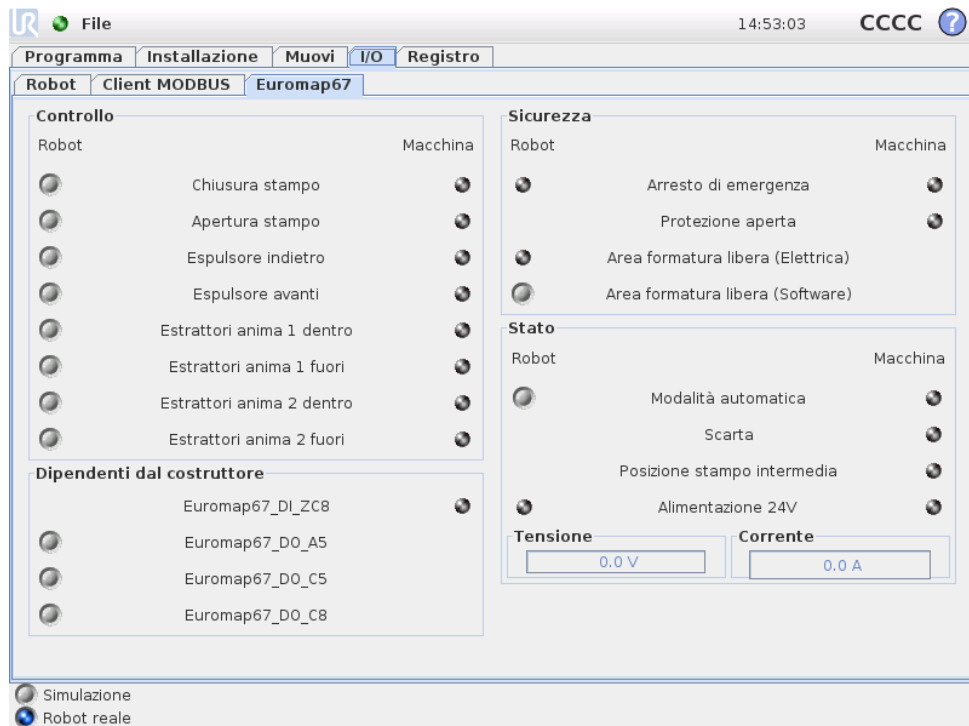 UR File 14:53:03 CCCC ?
Programma Installazione Muovi I/O Registro
Robot Client MODBUS Euromap67
Controllo
Robot Macchina
Chiusura stampo
Apertura stampo
Espulsore indietro
Espulsore avanti
Estrattori anima 1 dentro
Estrattori anima 1 fuori
Estrattori anima 2 dentro
Estrattori anima 2 fuori
Dipendenti dal costruttore
Euromap67_DI_ZC8
Euromap67_DO_A5
Euromap67_DO_C5
Euromap67_DO_C8
Sicurezza
Robot Macchina
Arresto di emergenza
Protezione aperta
Area formatura libera (Elettrica)
Area formatura libera (Software)
Stato
Robot Macchina
Modalità automatica
Scarta
Posizione stampo intermedia
Alimentazione 24V
Tensione Corrente
0.0 V 0.0 A
Simulazione
Robot reale